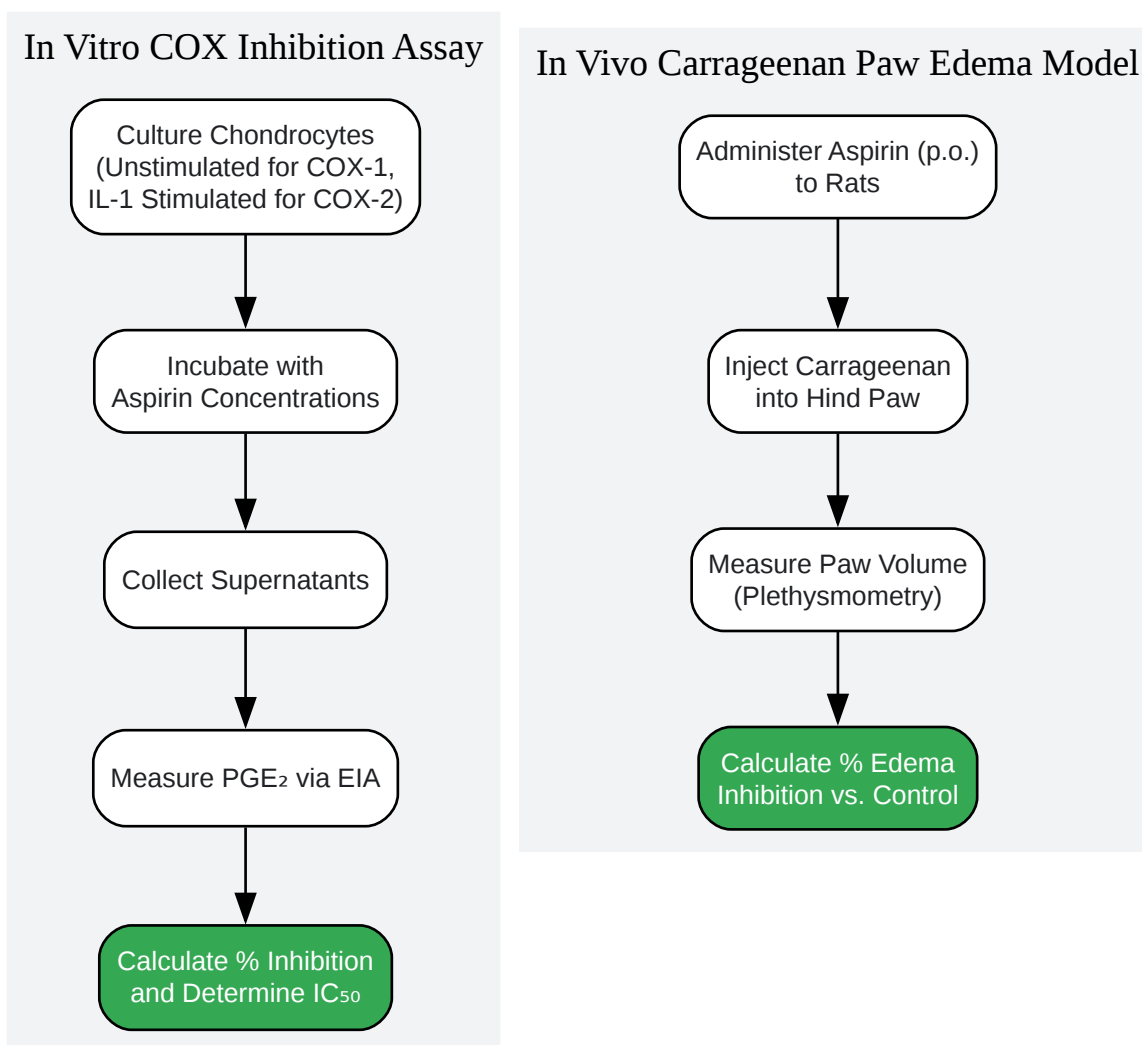 In Vitro COX Inhibition Assay
Culture Chondrocytes
(Unstimulated for COX-1,
IL-1 Stimulated for COX-2)
Incubate with
Aspirin Concentrations
Collect Supernatants
Measure PGE₂ via EIA
Calculate % Inhibition
and Determine IC₅₀
In Vivo Carrageenan Paw Edema Model
Administer Aspirin (p.o.)
to Rats
Inject Carrageenan
into Hind Paw
Measure Paw Volume
(Plethysmometry)
Calculate % Edema
Inhibition vs. Control